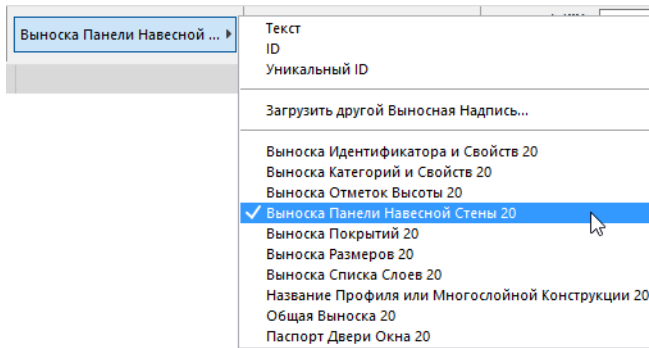 Выноска Панели Навесной ...
Текст
ID
Уникальный ID
Загрузить другой Выносная Надпись...
Выноска Идентификатора и Свойств 20
Выноска Категорий и Свойств 20
Выноска Отметок Высоты 20
Выноска Панели Навесной Стены 20
Выноска Покрытий 20
Выноска Размеров 20
Выноска Списка Слоев 20
Название Профиля или Многослойной Конструкции 20
Общая Выноска 20
Паспорт Двери Окна 20